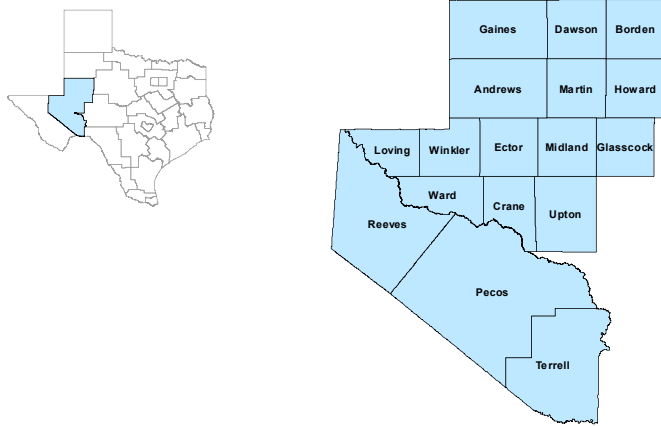 Gaines Dawson Borden
Andrews Martin Howard
Loving Winkler Ector Midland Glasscock
Ward Crane Upton
Reeves
Pecos
Terrell